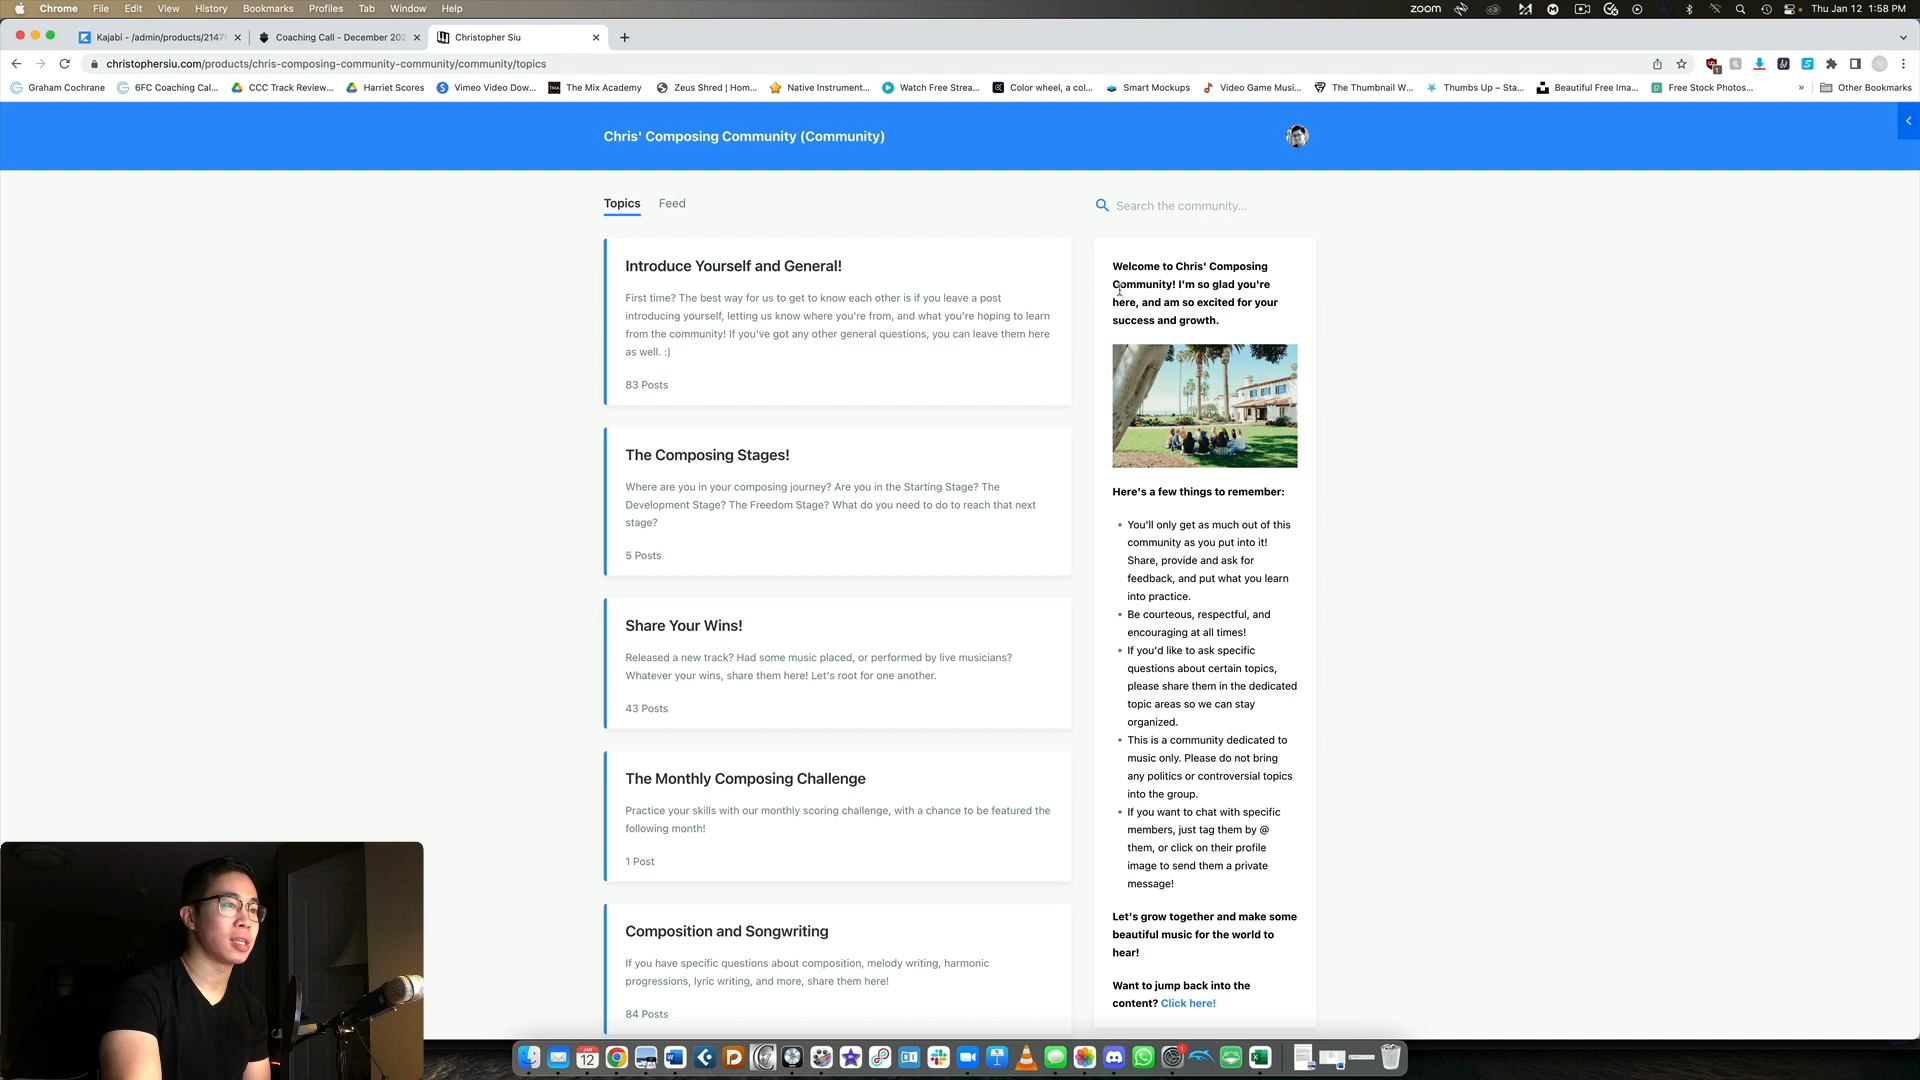 Chrome File Edit View History Bookmarks Profiles Tab Window Help
zoom Thu Jan 12 1:58 PM
Kajabi - /admin/products/2147 Coaching Call - December 202 Christopher Siu
christophersiu.com/products/chris-composing-community-community/community/topics
Graham Cochrane 6FC Coaching Cal... CCC Track Review... Harriet Scores Vimeo Video Dow... The Mix Academy Zeus Shred | Hom... Native Instrument... Watch Free Strea... Color wheel, a col... Smart Mockups Video Game Musi... The Thumbnail W... Thumbs Up – Sta... Beautiful Free Ima... Free Stock Photos... » Other Bookmarks
Chris' Composing Community (Community)
Topics Feed
Search the community...
Introduce Yourself and General!
First time? The best way for us to get to know each other is if you leave a post
introducing yourself, letting us know where you're from, and what you're hoping to learn
from the community! If you've got any other general questions, you can leave them here
as well. :)
83 Posts
The Composing Stages!
Where are you in your composing journey? Are you in the Starting Stage? The
Development Stage? The Freedom Stage? What do you need to do to reach that next
stage?
5 Posts
Share Your Wins!
Released a new track? Had some music placed, or performed by live musicians?
Whatever your wins, share them here! Let's root for one another.
43 Posts
The Monthly Composing Challenge
Practice your skills with our monthly scoring challenge, with a chance to be featured the
following month!
1 Post
Composition and Songwriting
If you have specific questions about composition, melody writing, harmonic
progressions, lyric writing, and more, share them here!
84 Posts
Welcome to Chris' Composing
Community! I'm so glad you're
here, and am so excited for your
success and growth.
Here's a few things to remember:
• You'll only get as much out of this
community as you put into it!
Share, provide and ask for
feedback, and put what you learn
into practice.
• Be courteous, respectful, and
encouraging at all times!
• If you'd like to ask specific
questions about certain topics,
please share them in the dedicated
topic areas so we can stay
organized.
• This is a community dedicated to
music only. Please do not bring
any politics or controversial topics
into the group.
• If you want to chat with specific
members, just tag them by @
them, or click on their profile
image to send them a private
message!
Let's grow together and make some
beautiful music for the world to
hear!
Want to jump back into the
content? Click here!